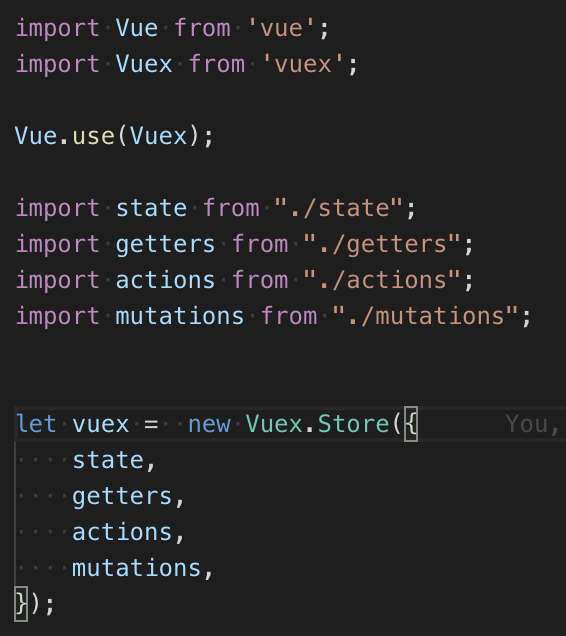 import Vue from 'vue';
import Vuex from 'vuex';
Vue.use(Vuex);
import state from "./state";
import getters from "./getters";
import actions from "./actions";
import mutations from "./mutations";
let vuex =  new Vuex.Store({ You,
    state,
    getters,
    actions,
    mutations,
});